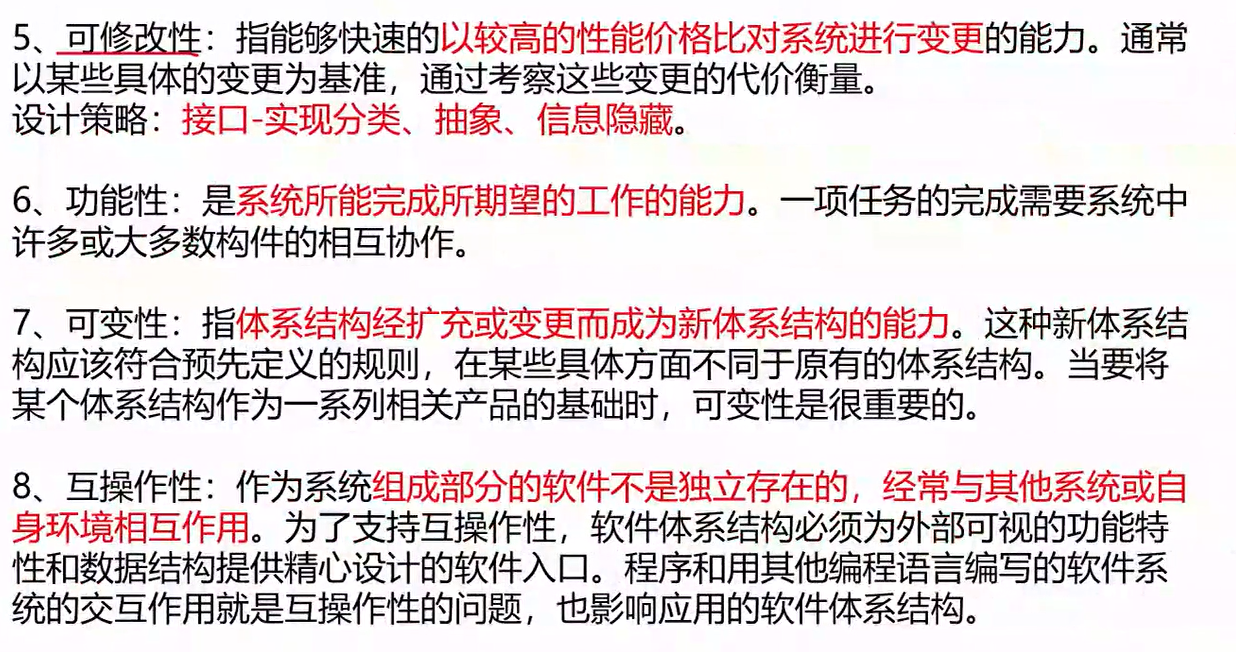 5、可修改性：指能够快速的以较高的性能价格比对系统进行变更的能力。通常
以某些具体的变更为基准，通过考察这些变更的代价衡量。
设计策略：接口-实现分类、抽象、信息隐藏。
6、功能性：是系统所能完成所期望的工作的能力。一项任务的完成需要系统中
许多或大多数构件的相互协作。
7、可变性：指体系结构经扩充或变更而成为新体系结构的能力。这种新体系结
构应该符合预先定义的规则，在某些具体方面不同于原有的体系结构。当要将
某个体系结构作为一系列相关产品的基础时，可变性是很重要的。
8、互操作性：作为系统组成部分的软件不是独立存在的，经常与其他系统或自
身环境相互作用。为了支持互操作性，软件体系结构必须为外部可视的功能特
性和数据结构提供精心设计的软件入口。程序和用其他编程语言编写的软件系
统的交互作用就是互操作性的问题，也影响应用的软件体系结构。